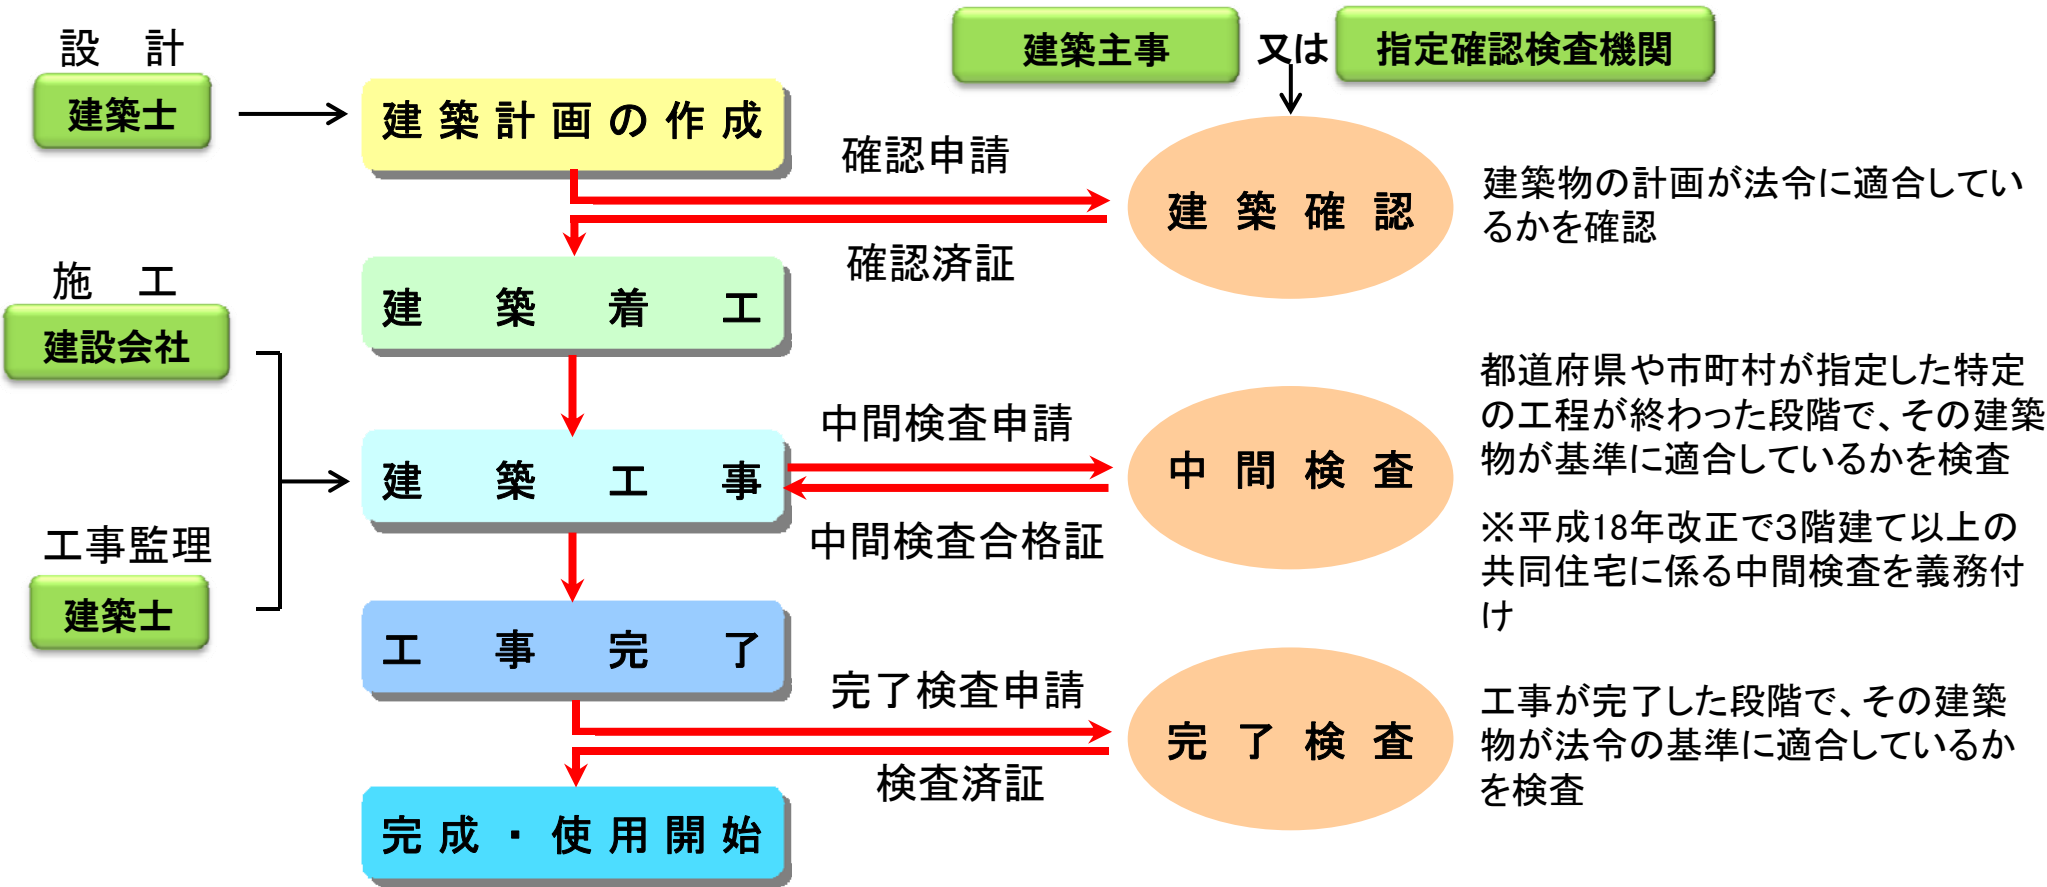 設　計
建築士
建築計画の作成
建築主事
又は
指定確認検査機関
確認申請
建築確認
建築物の計画が法令に適合してい
るかを確認
確認済証
施　工
建設会社
建築着工
中間検査申請
建築工事
中間検査
都道府県や市町村が指定した特定
の工程が終わった段階で、その建築
物が基準に適合しているかを検査
※平成18年改正で３階建て以上の
共同住宅に係る中間検査を義務付
け
中間検査合格証
工事監理
建築士
工事完了
完了検査申請
完了検査
工事が完了した段階で、その建築
物が法令の基準に適合しているか
を検査
検査済証
完成・使用開始